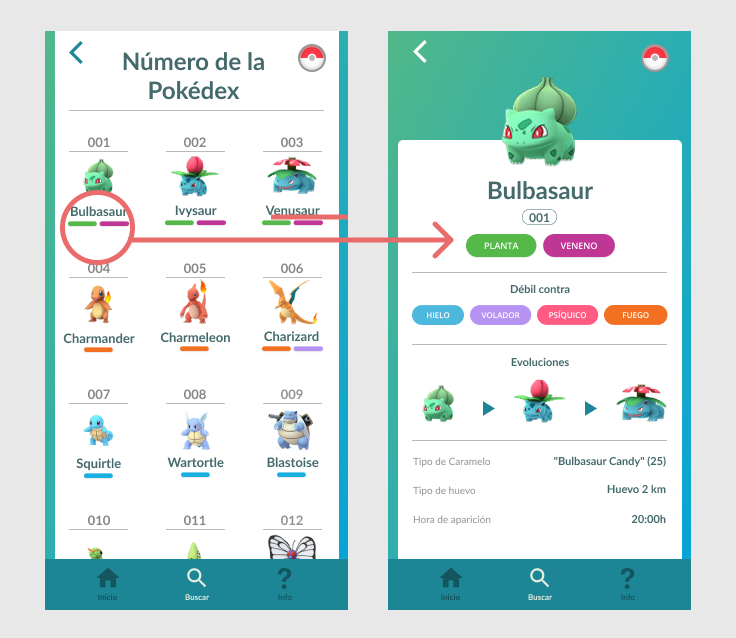 Número de la
Pokédex
001
002
003
Bulbasaur
Ivysaur
Venusaur
004
005
006
Charmander
Charmeleon
Charizard
007
008
009
Squirtle
Wartortle
Blastoise
010
011
012
Inicio
Buscar
Info
Bulbasaur
001
PLANTA
VENENO
Débil contra
HIELO
VOLADOR
PSÍQUICO
FUEGO
Evoluciones
Tipo de Caramelo
"Bulbasaur Candy" (25)
Tipo de huevo
Huevo 2 km
Hora de aparición
20:00h
Inicio
Buscar
Info